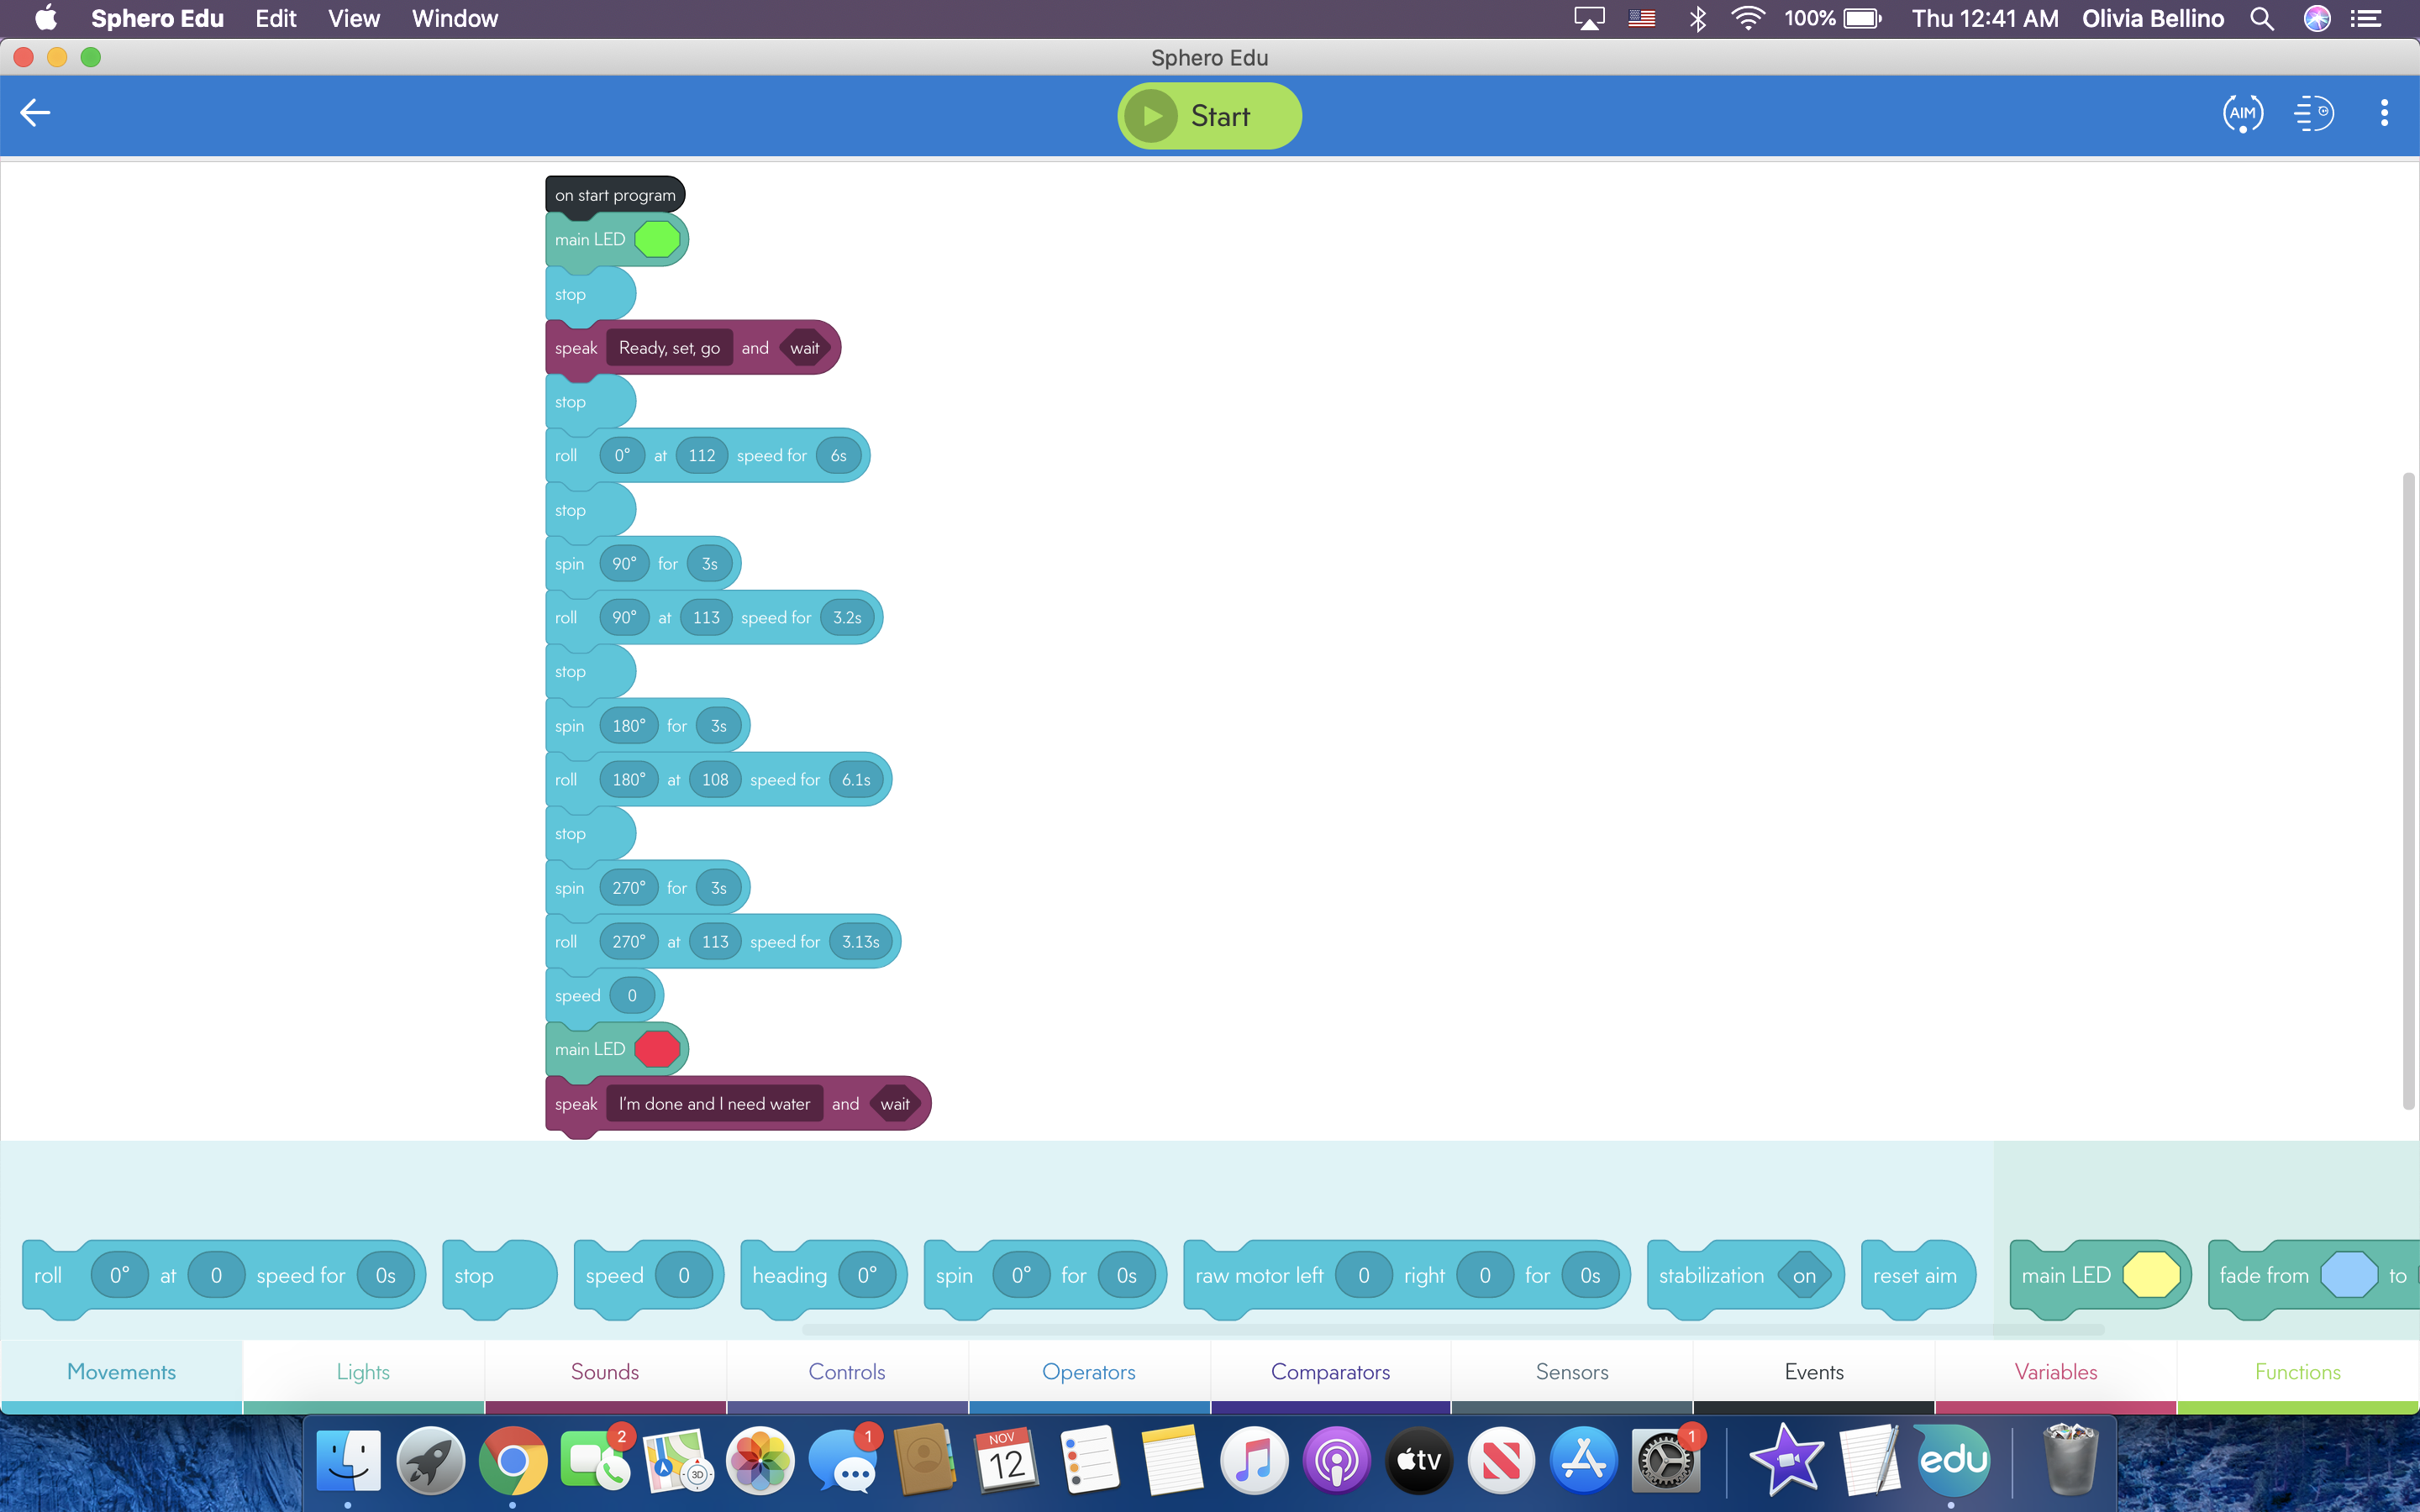 Sphero Edu Edit View Window 100% Thu 12:41 AM Olivia Bellino
Sphero Edu
Start AIM
on start program
main LED
stop
speak Ready, set, go and wait
stop
roll 0° at 112 speed for 6s
stop
spin 90° for 3s
roll 90° at 113 speed for 3.2s
stop
spin 180° for 3s
roll 180° at 108 speed for 6.1s
stop
spin 270° for 3s
roll 270° at 113 speed for 3.13s
speed 0
main LED
speak I'm done and I need water and wait
roll 0° at 0 speed for 0s stop speed 0 heading 0° spin 0° for 0s raw motor left 0 right 0 for 0s stabilization on reset aim main LED fade from to
Movements Lights Sounds Controls Operators Comparators Sensors Events Variables Functions
2 3D 1 NOV 12 tv 1 edu